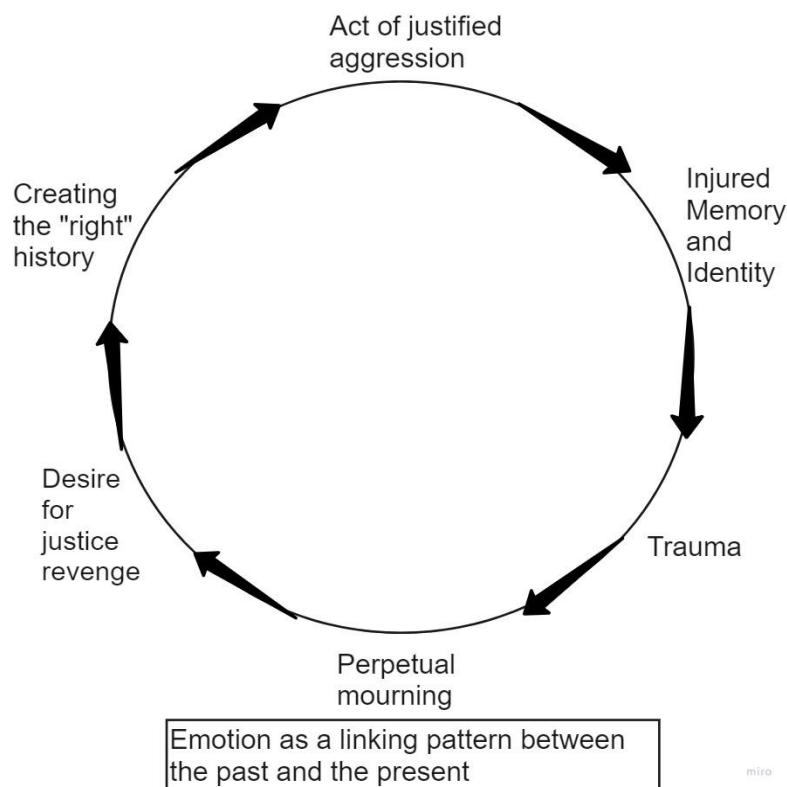 Act of justified
aggression
Injured
Memory
and
Identity
Trauma
Perpetual
mourning
Desire
for
justice
revenge
Creating
the "right"
history
Emotion as a linking pattern between
the past and the present
miro